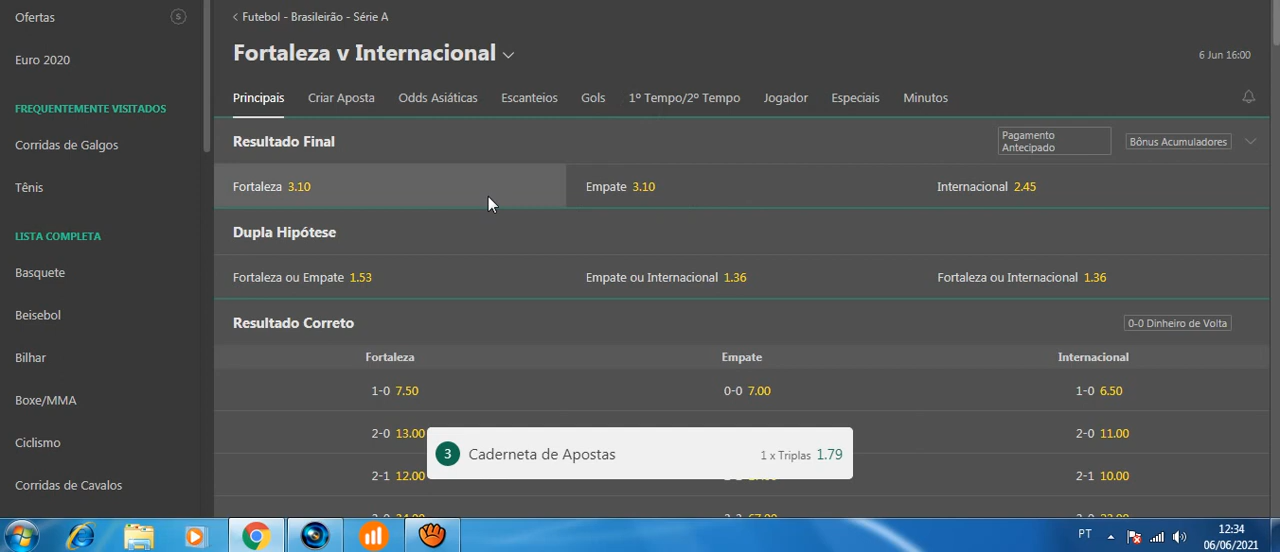 Ofertas
S
Euro 2020
FREQUENTEMENTE VISITADOS
Corridas de Galgos
Tênis
LISTA COMPLETA
Basquete
Beisebol
Bilhar
Boxe/MMA
Ciclismo
Corridas de Cavalos
Futebol - Brasileirão - Série A
Fortaleza v Internacional
6 Jun 16:00
Principais Criar Aposta Odds Asiáticas Escanteios Gols 1º Tempo/2º Tempo Jogador Especiais Minutos
Resultado Final
Pagamento
Antecipado
Bônus Acumuladores
Fortaleza 3.10 Empate 3.10 Internacional 2.45
Dupla Hipótese
Fortaleza ou Empate 1.53 Empate ou Internacional 1.36 Fortaleza ou Internacional 1.36
Resultado Correto 0-0 Dinheiro de Volta
Fortaleza Empate Internacional
1-0 7.50 0-0 7.00 1-0 6.50
2-0 13.00 2-0 11.00
3 Caderneta de Apostas 1 x Triplas 1.79
2-1 12.00 2-1 10.00
PT
12:34
06/06/2021